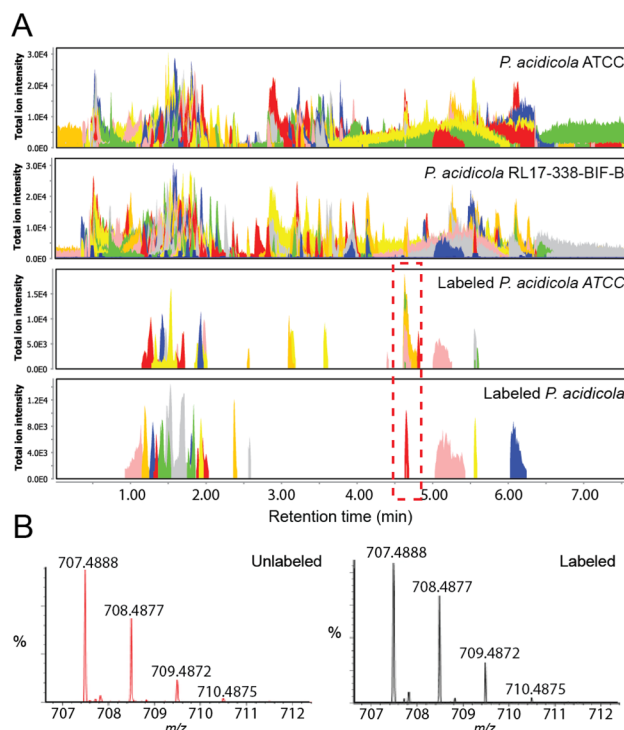 A
Total ion intensity
3.0E4
2.0E4
1.0E4
0.0E0
P. acidicola ATCC
Total ion intensity
3.0E4
2.0E4
1.0E4
0.0E0
P. acidicola RL17-338-BIF-B
Total ion intensity
1.5E4
1.0E4
5.0E3
0.0E0
Labeled P. acidicola ATCC
Total ion intensity
1.2E4
8.0E3
4.0E3
0.0E0
Labeled P. acidicola
1.00 2.00 3.00 4.00 5.00 6.00 7.00
Retention time (min)
B
Unlabeled
707.4888
708.4877
709.4872
710.4875
%
707 708 709 710 711 712
m/z
Labeled
707.4888
708.4877
709.4872
710.4875
%
707 708 709 710 711 712
m/z